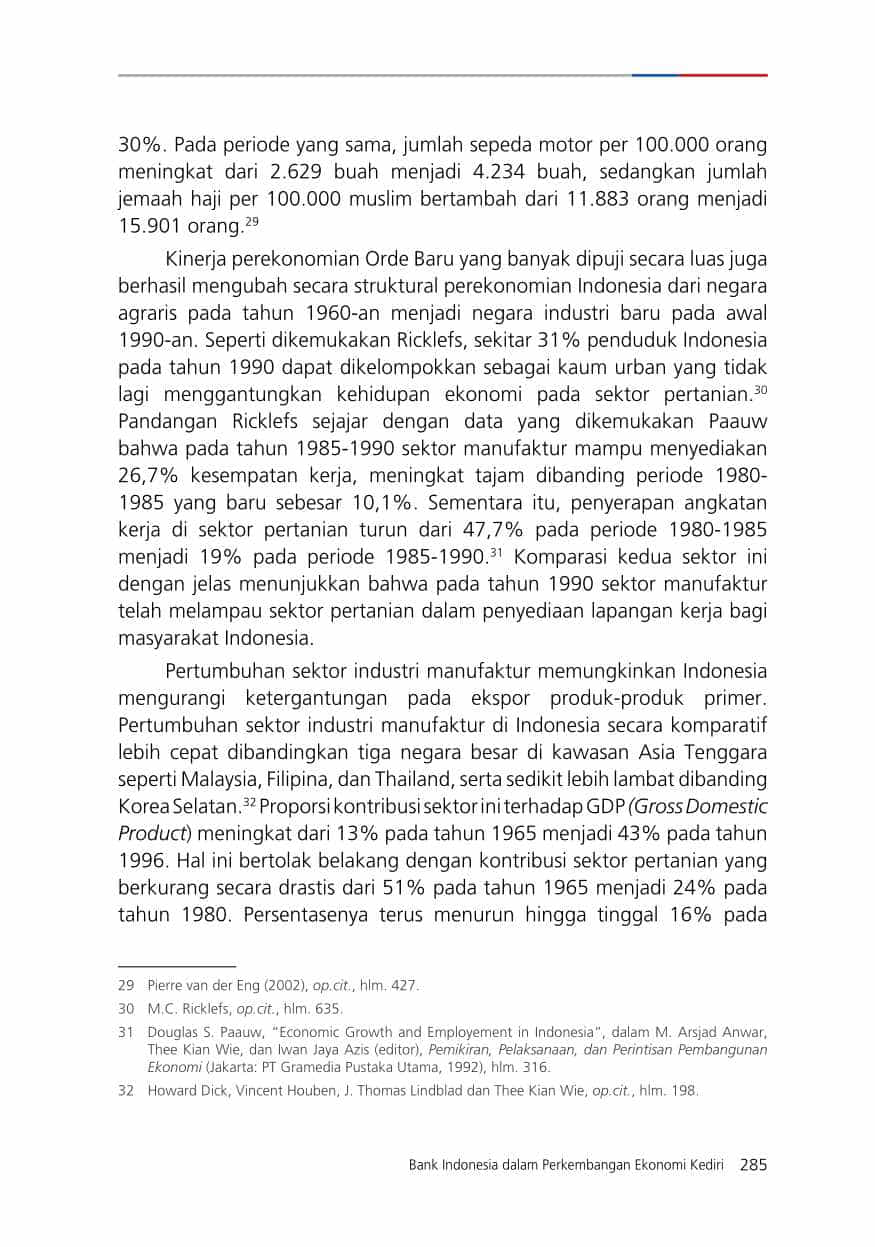 30%. Pada periode yang sama, jumlah sepeda motor per 100.000 orang
meningkat dari 2.629 buah menjadi 4.234 buah, sedangkan jumlah
jemaah haji per 100.000 muslim bertambah dari 11.883 orang menjadi
15.901 orang.29
Kinerja perekonomian Orde Baru yang banyak dipuji secara luas juga
berhasil mengubah secara struktural perekonomian Indonesia dari negara
agraris pada tahun 1960-an menjadi negara industri baru pada awal
1990-an. Seperti dikemukakan Ricklefs, sekitar 31% penduduk Indonesia
pada tahun 1990 dapat dikelompokkan sebagai kaum urban yang tidak
lagi menggantungkan kehidupan ekonomi pada sektor pertanian.30
Pandangan Ricklefs sejajar dengan data yang dikemukakan Paauw
bahwa pada tahun 1985-1990 sektor manufaktur mampu menyediakan
26,7% kesempatan kerja, meningkat tajam dibanding periode 1980-
1985 yang baru sebesar 10,1%. Sementara itu, penyerapan angkatan
kerja di sektor pertanian turun dari 47,7% pada periode 1980-1985
menjadi 19% pada periode 1985-1990.31 Komparasi kedua sektor ini
dengan jelas menunjukkan bahwa pada tahun 1990 sektor manufaktur
telah melampau sektor pertanian dalam penyediaan lapangan kerja bagi
masyarakat Indonesia.
Pertumbuhan sektor industri manufaktur memungkinkan Indonesia
mengurangi ketergantungan pada ekspor produk-produk primer.
Pertumbuhan sektor industri manufaktur di Indonesia secara komparatif
lebih cepat dibandingkan tiga negara besar di kawasan Asia Tenggara
seperti Malaysia, Filipina, dan Thailand, serta sedikit lebih lambat dibanding
Korea Selatan.32 Proporsi kontribusi sektor ini terhadap GDP (Gross Domestic
Product) meningkat dari 13% pada tahun 1965 menjadi 43% pada tahun
1996. Hal ini bertolak belakang dengan kontribusi sektor pertanian yang
berkurang secara drastis dari 51% pada tahun 1965 menjadi 24% pada
tahun 1980. Persentasenya terus menurun hingga tinggal 16% pada
29 Pierre van der Eng (2002), op.cit., hlm. 427.
30 M.C. Ricklefs, op.cit., hlm. 635.
31 Douglas S. Paauw, “Economic Growth and Employement in Indonesia”, dalam M. Arsjad Anwar,
Thee Kian Wie, dan Iwan Jaya Azis (editor), Pemikiran, Pelaksanaan, dan Perintisan Pembangunan
Ekonomi (Jakarta: PT Gramedia Pustaka Utama, 1992), hlm. 316.
32 Howard Dick, Vincent Houben, J. Thomas Lindblad dan Thee Kian Wie, op.cit., hlm. 198.
Bank Indonesia dalam Perkembangan Ekonomi Kediri 285